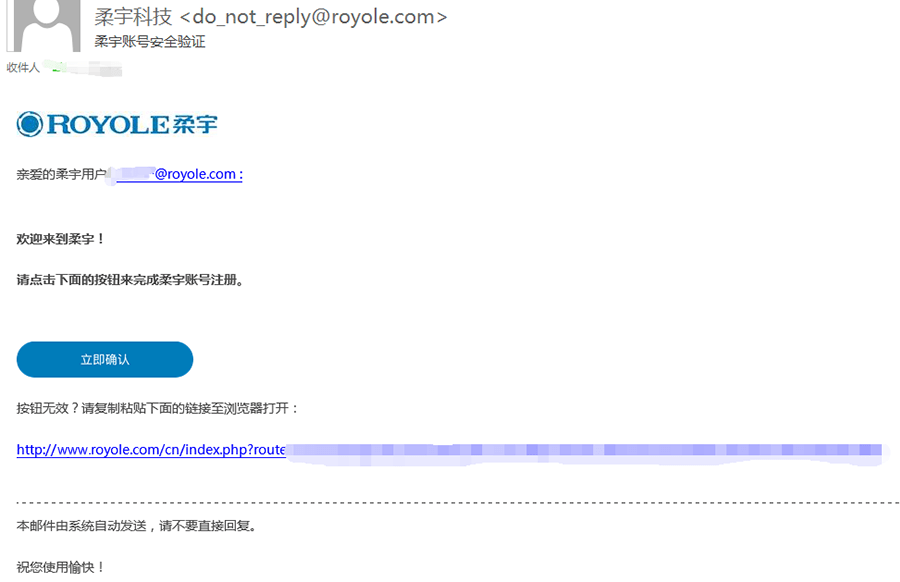 柔宇科技 <do_not_reply@royole.com>
柔宇账号安全验证
收件人
ROYOLE柔宇
亲爱的柔宇用户 @royole.com :
欢迎来到柔宇！
请点击下面的按钮来完成柔宇账号注册。
立即确认
按钮无效？请复制粘贴下面的链接至浏览器打开：
http://www.royole.com/cn/index.php?route
本邮件由系统自动发送，请不要直接回复。
祝您使用愉快！